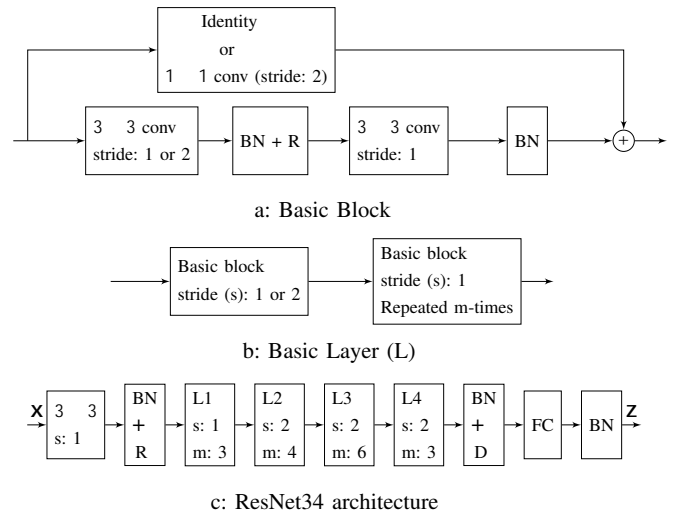 Identity
or
1 1 conv (stride: 2)
3 3 conv
stride: 1 or 2
BN + R
3 3 conv
stride: 1
BN
+
a: Basic Block
Basic block
stride (s): 1 or 2
Basic block
stride (s): 1
Repeated m-times
b: Basic Layer (L)
X
3 3
s: 1
BN
+
R
L1
s: 1
m: 3
L2
s: 2
m: 4
L3
s: 2
m: 6
L4
s: 2
m: 3
BN
+
D
FC
BN
Z
c: ResNet34 architecture